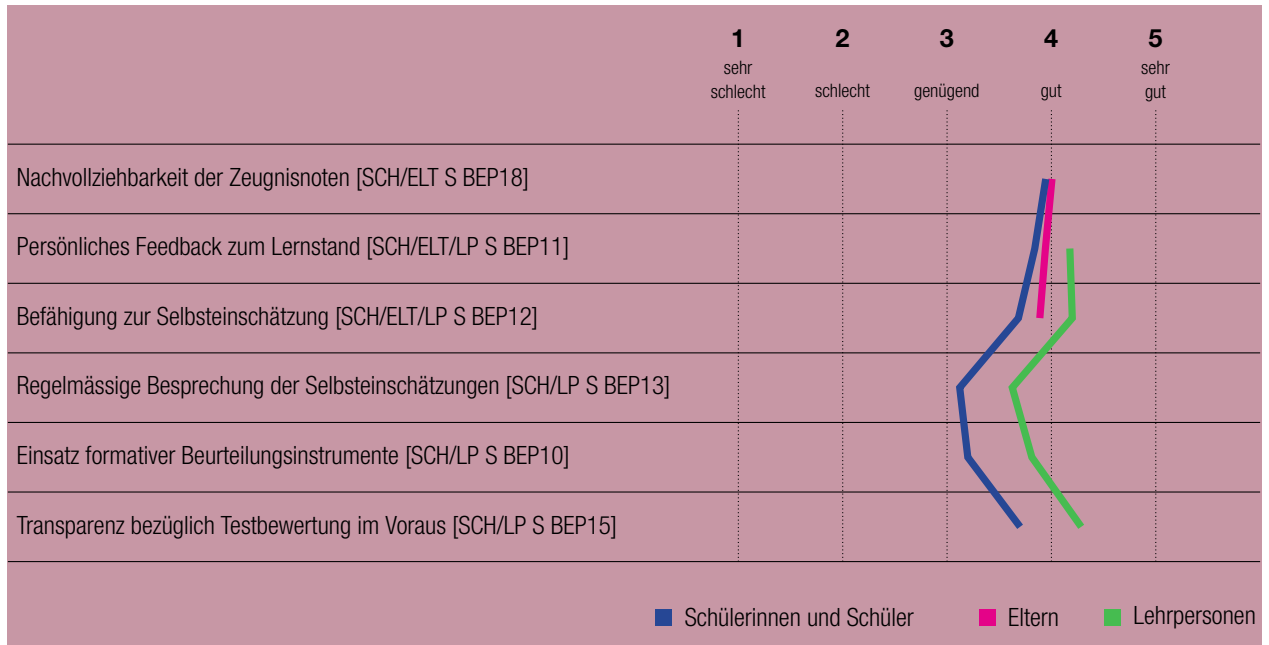 1 2 3 4 5
sehr schlecht schlecht genügend gut sehr gut
Nachvollziehbarkeit der Zeugnisnoten [SCH/ELT S BEP18]
Persönliches Feedback zum Lernstand [SCH/ELT/LP S BEP11]
Befähigung zur Selbsteinschätzung [SCH/ELT/LP S BEP12]
Regelmässige Besprechung der Selbsteinschätzungen [SCH/LP S BEP13]
Einsatz formativer Beurteilungsinstrumente [SCH/LP S BEP10]
Transparenz bezüglich Testbewertung im Voraus [SCH/LP S BEP15]
Schülerinnen und Schüler Eltern Lehrpersonen